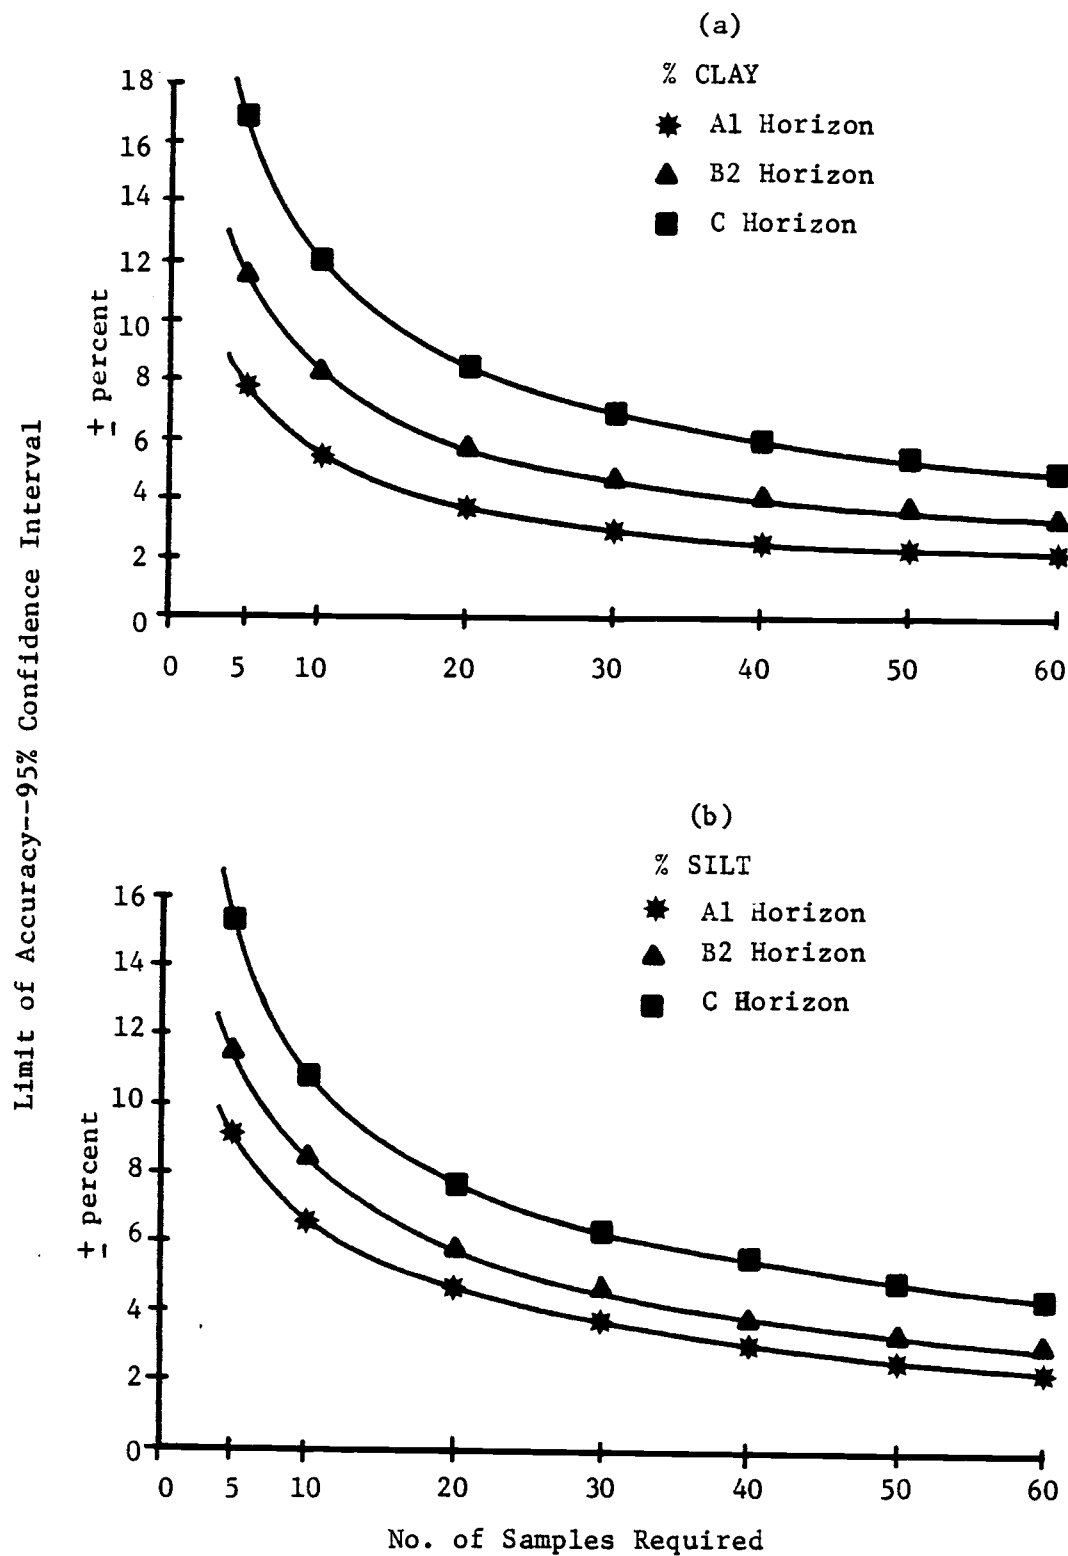 (a)
% CLAY
A1 Horizon
B2 Horizon
C Horizon
18
16
14
12
10
8
6
4
2
0
± percent
0 5 10 20 30 40 50 60
Limit of Accuracy--95% Confidence Interval
(b)
% SILT
A1 Horizon
B2 Horizon
C Horizon
16
14
12
10
8
6
4
2
0
± percent
0 5 10 20 30 40 50 60
No. of Samples Required